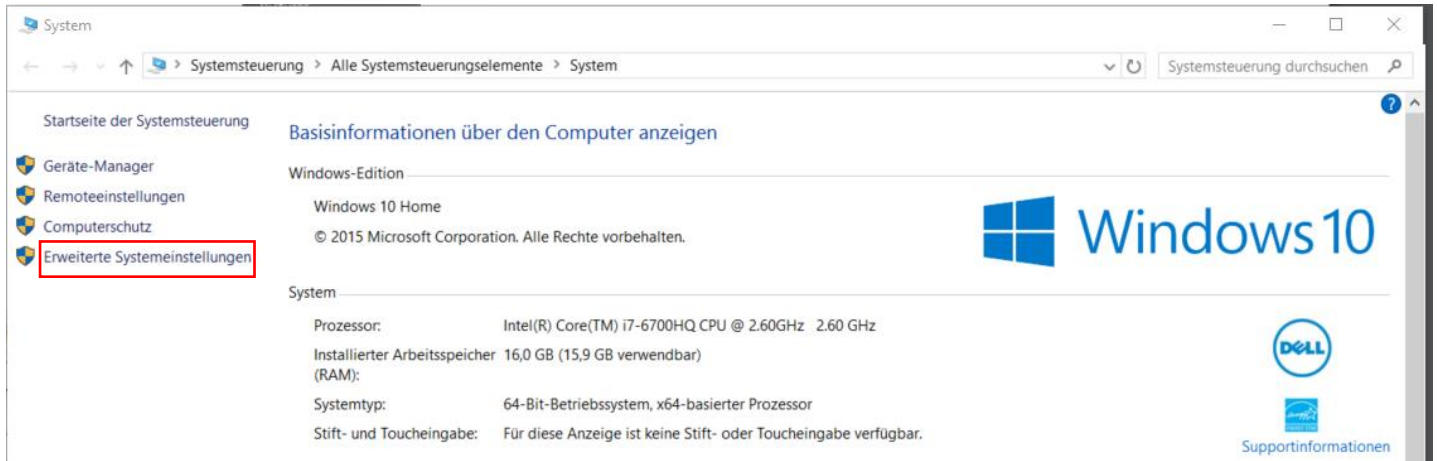 System
Systemsteuerung > Alle Systemsteuerungselemente > System
Systemsteuerung durchsuchen
Startseite der Systemsteuerung
Geräte-Manager
Remoteeinstellungen
Computerschutz
Erweiterte Systemeinstellungen
Basisinformationen über den Computer anzeigen
Windows-Edition
Windows 10 Home
© 2015 Microsoft Corporation. Alle Rechte vorbehalten.
Windows 10
System
Prozessor: Intel(R) Core(TM) i7-6700HQ CPU @ 2.60GHz 2.60 GHz
Installierter Arbeitsspeicher 16,0 GB (15,9 GB verwendbar)
(RAM):
Systemtyp: 64-Bit-Betriebssystem, x64-basierter Prozessor
Stift- und Toucheingabe: Für diese Anzeige ist keine Stift- oder Toucheingabe verfügbar.
DELL
Supportinformationen